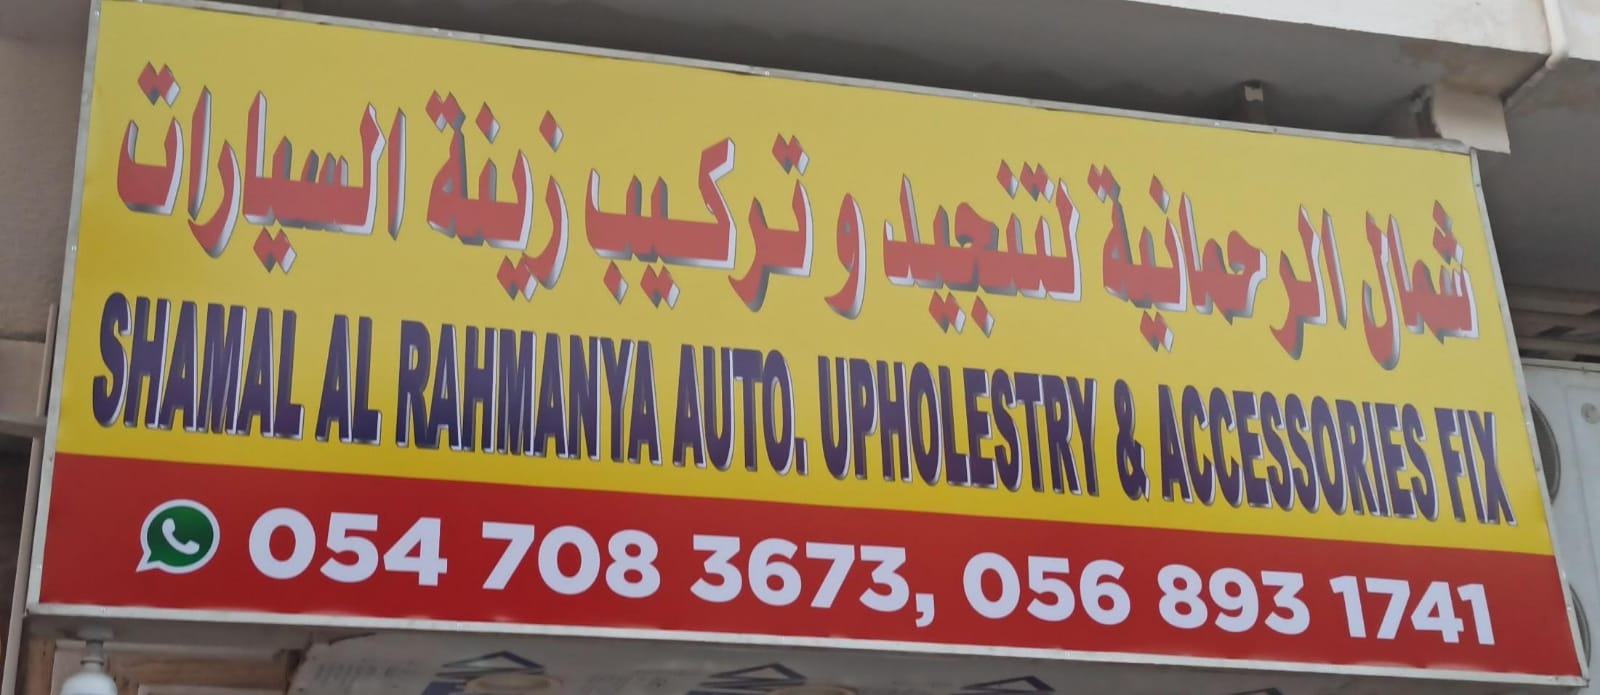 شمال الرحمانية لتنجيد و تركيب زينة السيارات
SHAMAL AL RAHMANYA AUTO. UPHOLESTRY & ACCESSORIES FIX
054 708 3673, 056 893 1741